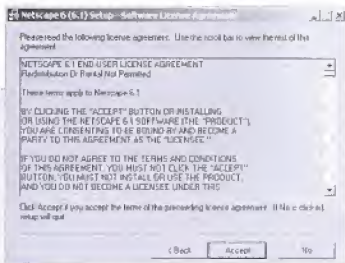 Netscape 6 (6.1) Setup - Software License Agreement
Please read the following license agreement. Use the scroll bar to view the rest of this
agreement.
NETSCAPE 6.1 END-USER LICENSE AGREEMENT
Redistribution Or Rental Not Permitted
These terms apply to Netscape 6.1
BY CLICKING THE "ACCEPT" BUTTON OR INSTALLING
OR USING THE NETSCAPE 6.1 SOFTWARE (THE "PRODUCT"),
YOU ARE CONSENTING TO BE BOUND BY AND BECOME A
PARTY TO THIS AGREEMENT AS THE "LICENSEE."
IF YOU DO NOT AGREE TO THE TERMS AND CONDITIONS
OF THIS AGREEMENT, YOU MUST NOT CLICK THE "ACCEPT"
BUTTON, YOU MUST NOT INSTALL OR USE THE PRODUCT,
AND YOU DO NOT BECOME A LICENSEE UNDER THIS
Click Accept if you accept the terms of the preceeding license agreement. If No is clicked,
setup will quit.
< Back Accept No